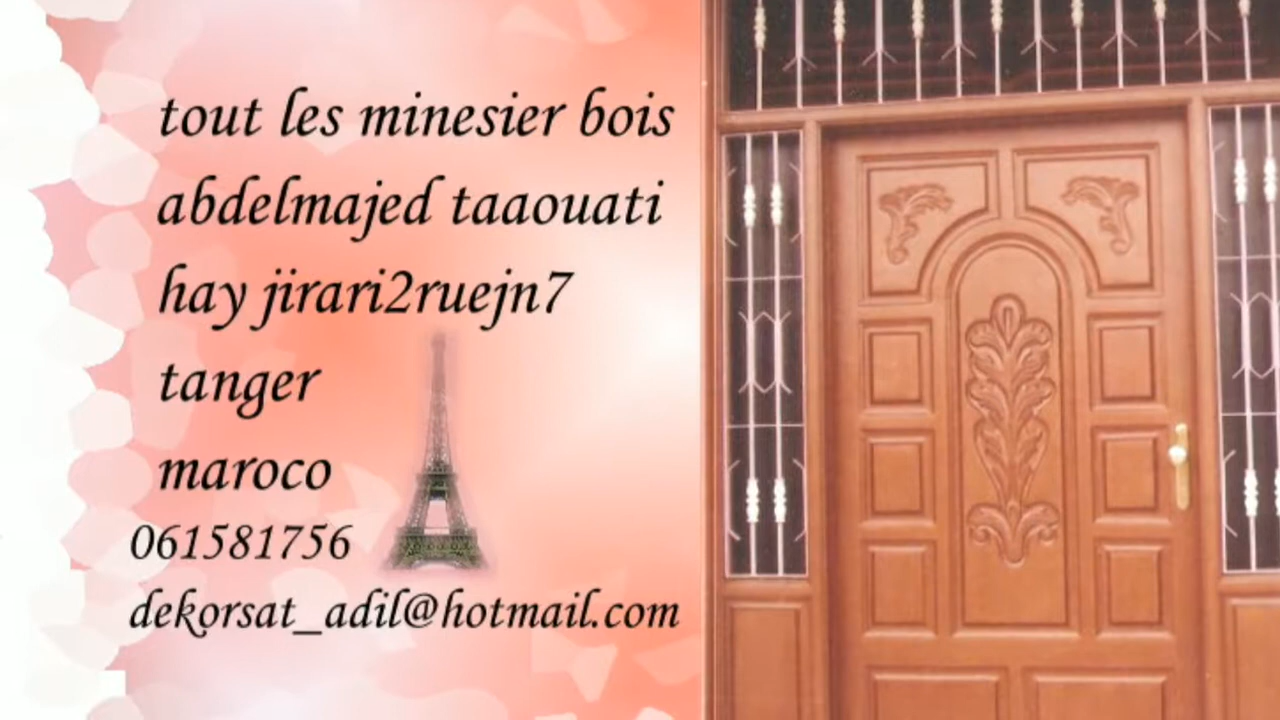 tout les minesier bois
abdelmajed taaouati
hay jirari2ruejn7
tanger
maroco
061581756
dekorsat_adil@hotmail.com